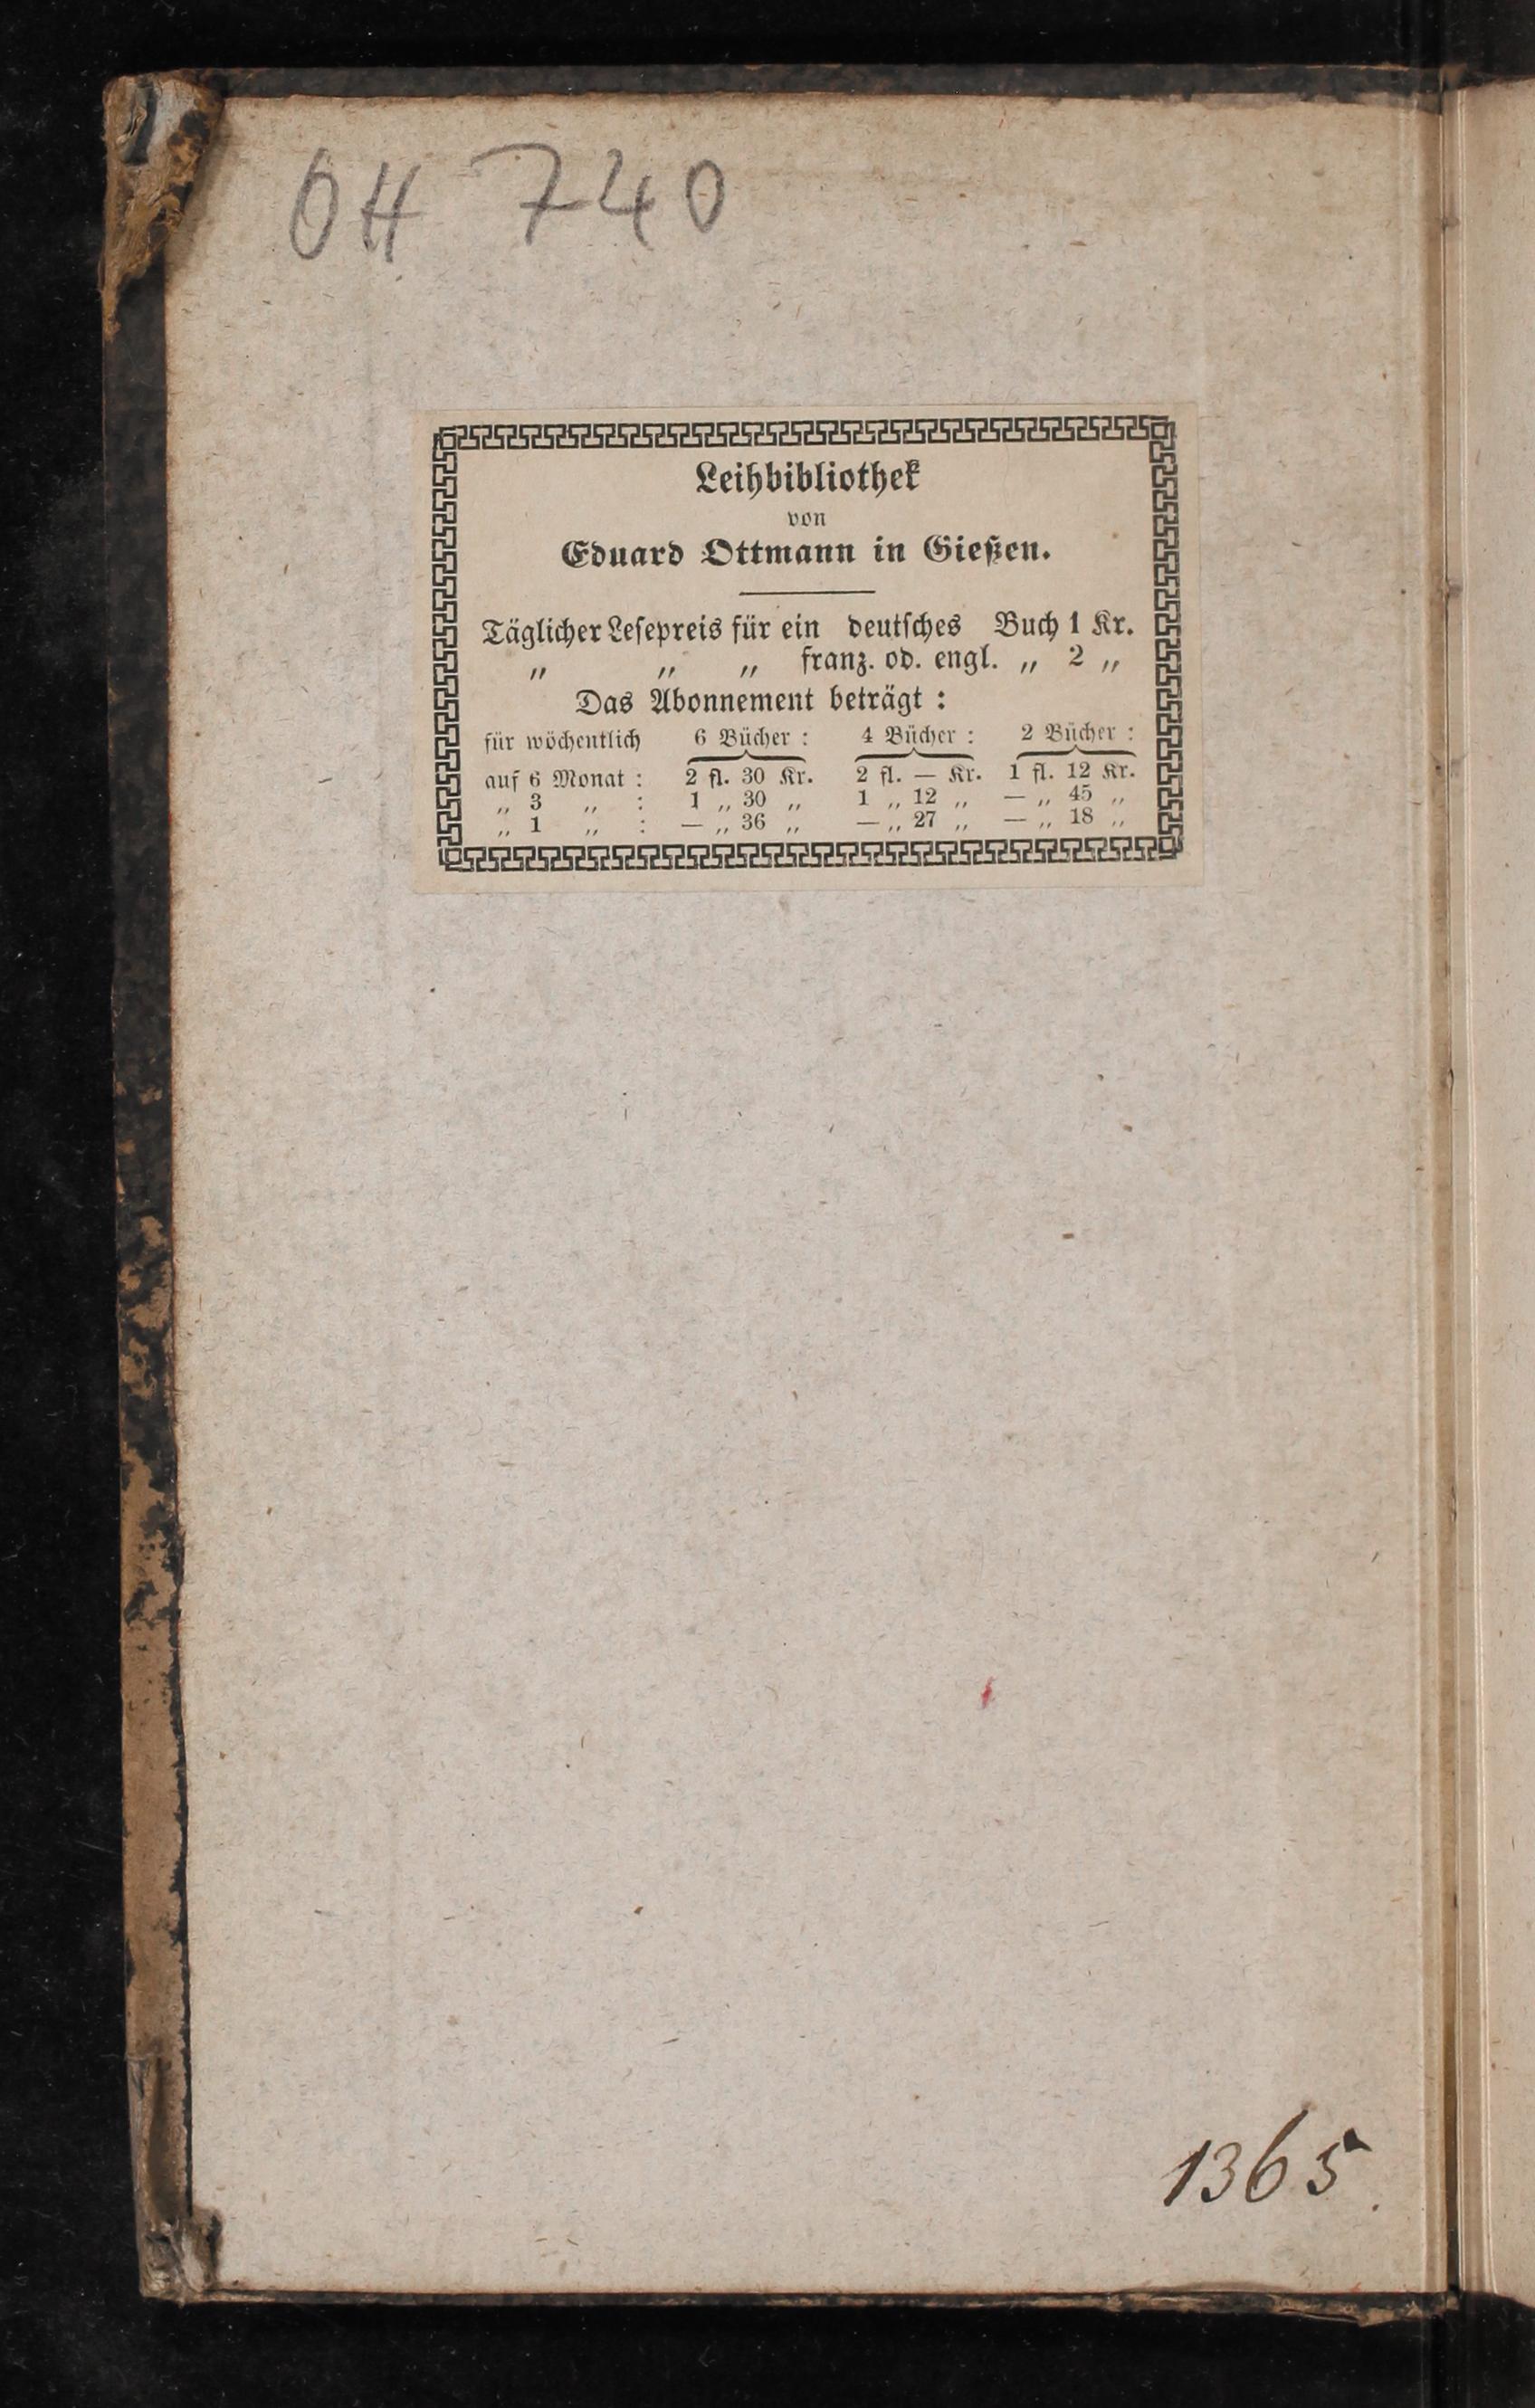 OH 740
Leihbibliothek
von
Eduard Ottmann in Gießen.
Täglicher Lesepreis für ein deutsches Buch 1 Kr.
„ „ „ franz. od. engl. „ 2 „
Das Abonnement beträgt :
für wöchentlich 6 Bücher : 4 Bücher : 2 Bücher :
auf 6 Monat : 2 fl. 30 Kr. 2 fl. — Kr. 1 fl. 12 Kr.
„ 3 „ : 1 „ 30 „ 1 „ 12 „ — „ 45 „
„ 1 „ : — „ 36 „ — „ 27 „ — „ 18 „
1365.